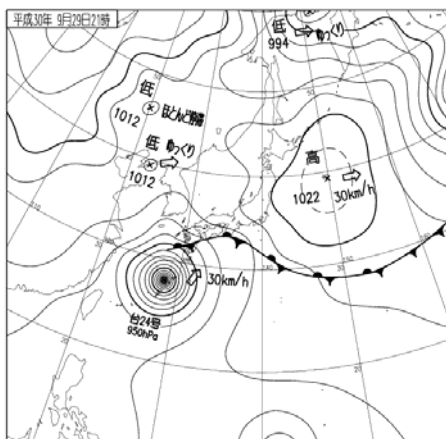 平成30年 9月29日21時
低
994
ゆっくり
低
1012
ほとんど停滞
低
ゆっくり
1012
高
1022
30km/h
30km/h
台24号
950hPa